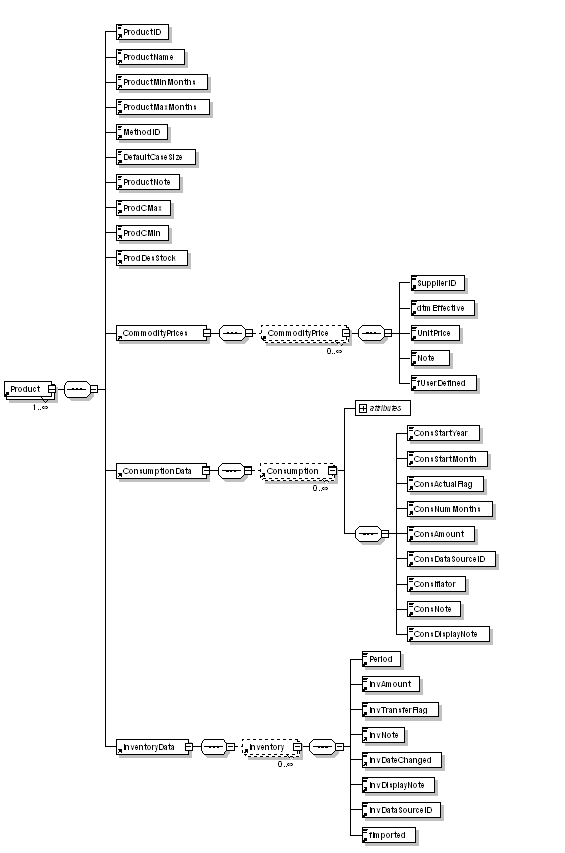 ProductID
ProductName
ProductMinMonths
ProductMaxMonths
MethodID
DefaultCaseSize
ProductNote
ProdCMax
ProdCMin
ProdDesStock
SupplierID
dtmEffective
CommodityPrices
CommodityPrice
UnitPrice
0..∞
Note
fUserDefined
Product
1..∞
attributes
ConsStartYear
ConsStartMonth
ConsumptionData
Consumption
ConsActualFlag
0..∞
ConsNumMonths
ConsAmount
ConsDataSourceID
ConsIflator
ConsNote
ConsDisplayNote
Period
InvAmount
InvTransferFlag
InvNote
InventoryData
Inventory
0..∞
InvDateChanged
InvDisplayNote
InvDataSourceID
fImported